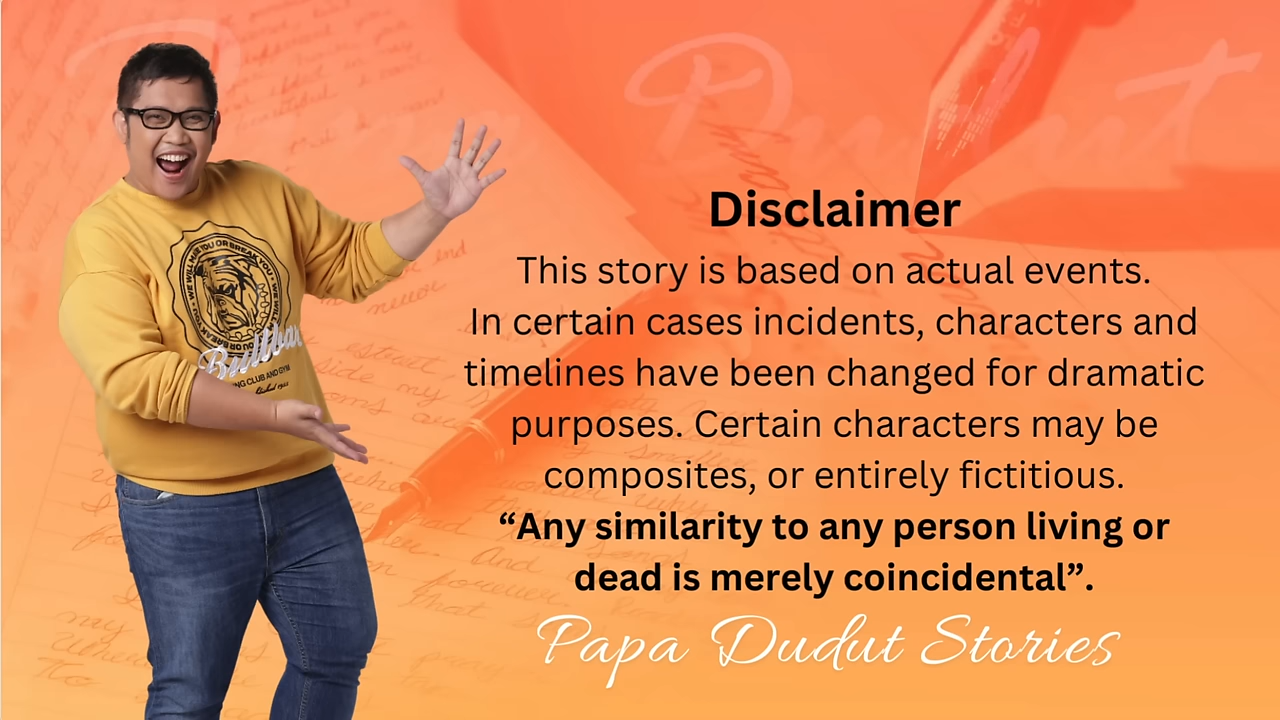 Disclaimer
This story is based on actual events.
In certain cases incidents, characters and
timelines have been changed for dramatic
purposes. Certain characters may be
composites, or entirely fictitious.
“Any similarity to any person living or
dead is merely coincidental”.
Papa Dudut Stories